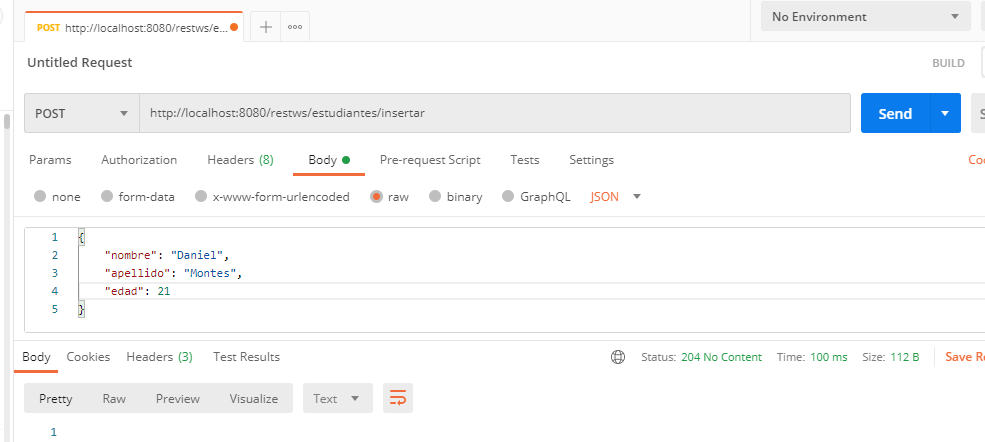 POST http://localhost:8080/restws/e...
No Environment
Untitled Request
BUILD
POST http://localhost:8080/restws/estudiantes/insertar
Send
Params Authorization Headers (8) Body Pre-request Script Tests Settings
none form-data x-www-form-urlencoded raw binary GraphQL JSON
1 {
2 "nombre": "Daniel",
3 "apellido": "Montes",
4 "edad": 21
5 }
Body Cookies Headers (3) Test Results Status: 204 No Content Time: 100 ms Size: 112 B Save Re
Pretty Raw Preview Visualize Text
1